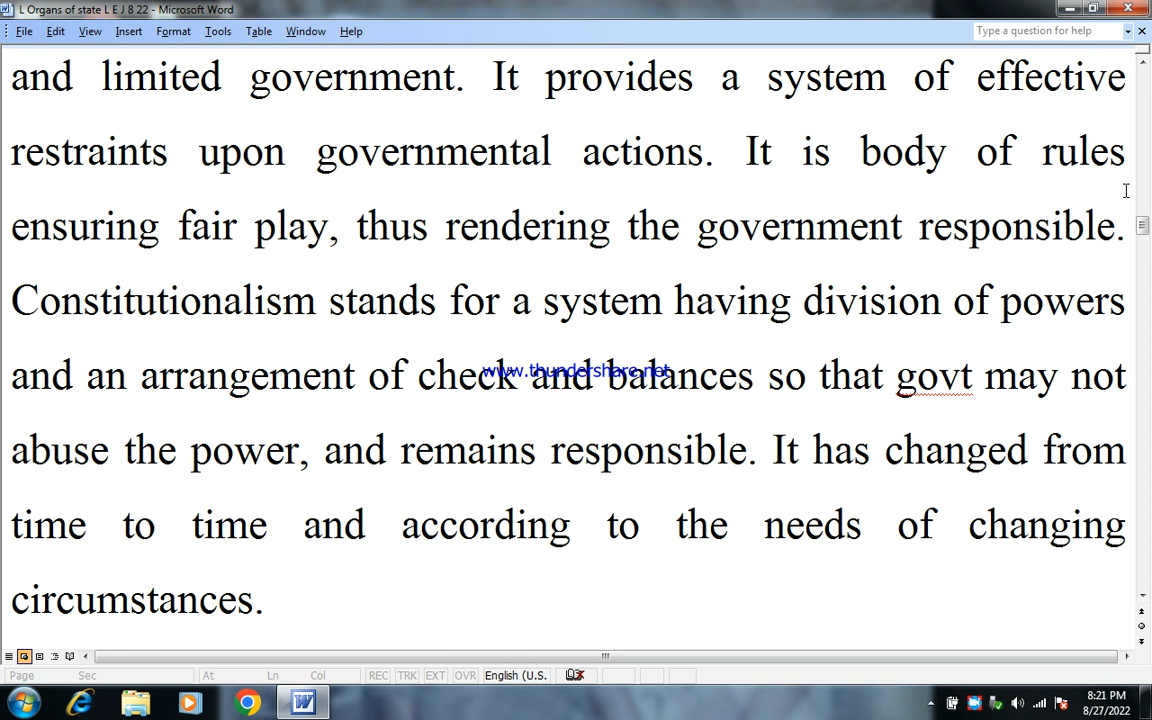 L Organs of state L E J 8 22 - Microsoft Word
File Edit View Insert Format Tools Table Window Help Type a question for help
and limited government. It provides a system of effective
restraints upon governmental actions. It is body of rules
ensuring fair play, thus rendering the government responsible.
Constitutionalism stands for a system having division of powers
and an arrangement of check and balances so that govt may not
www.thundershare.net
abuse the power, and remains responsible. It has changed from
time to time and according to the needs of changing
circumstances.
Page Sec At Ln Col REC TRK EXT OVR English (U.S.
8:21 PM
8/27/2022